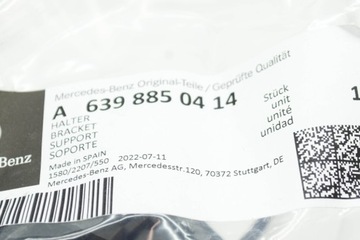 Mercedes-Benz Original-Teile / Geprüfte Qualität
A 639 885 04 14
HALTER
BRACKET
SUPPORT
SOPORTE
Stück
unit
unité
unidad
1
Made in SPAIN
1580/2207/550 2022-07-11
Mercedes-Benz AG, Mercedesstr.120, 70372 Stuttgart, DE
Benz